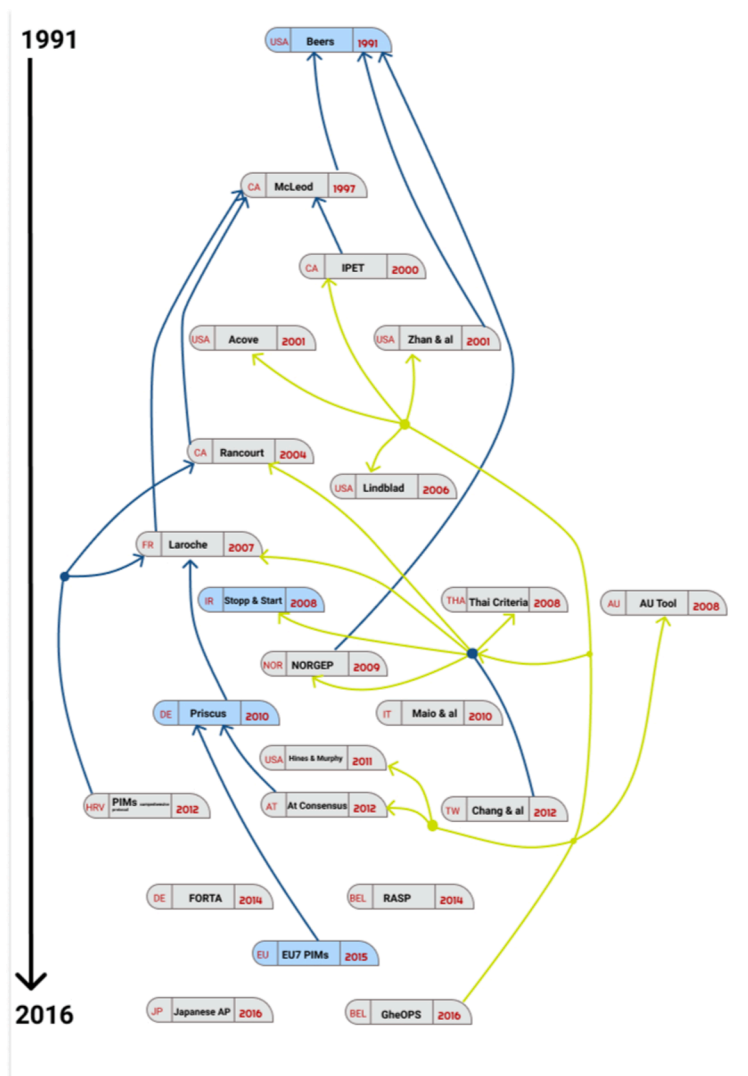 1991
USA Beers 1991
CA McLeod 1997
CA IPET 2000
USA Acove 2001
USA Zhan & al 2001
CA Rancourt 2004
USA Lindblad 2006
FR Laroche 2007
IR Stopp & Start 2008
THA Thai Criteria 2008
AU AU Tool 2008
NOR NORGEP 2009
DE Priscus 2010
IT Maio & al 2010
USA Hines & Murphy 2011
HRV PIMs comprehensive protocol 2012
AT At Consensus 2012
TW Chang & al 2012
DE FORTA 2014
BEL RASP 2014
EU EU7 PIMs 2015
2016
JP Japanese AP 2016
BEL GheOPS 2016